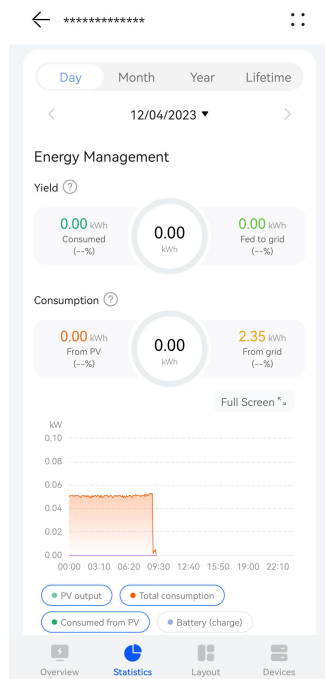 *************
Day Month Year Lifetime
12/04/2023
Energy Management
Yield ?
0.00 kWh
Consumed
(--%)
0.00
kWh
0.00 kWh
Fed to grid
(--%)
Consumption ?
0.00 kWh
From PV
(--%)
0.00
kWh
2.35 kWh
From grid
(--%)
Full Screen
kW
0.10
0.08
0.06
0.04
0.02
0.00
00:00 03:10 06:20 09:30 12:40 15:50 19:00 22:10
PV output Total consumption
Consumed from PV Battery (charge)
Overview Statistics Layout Devices